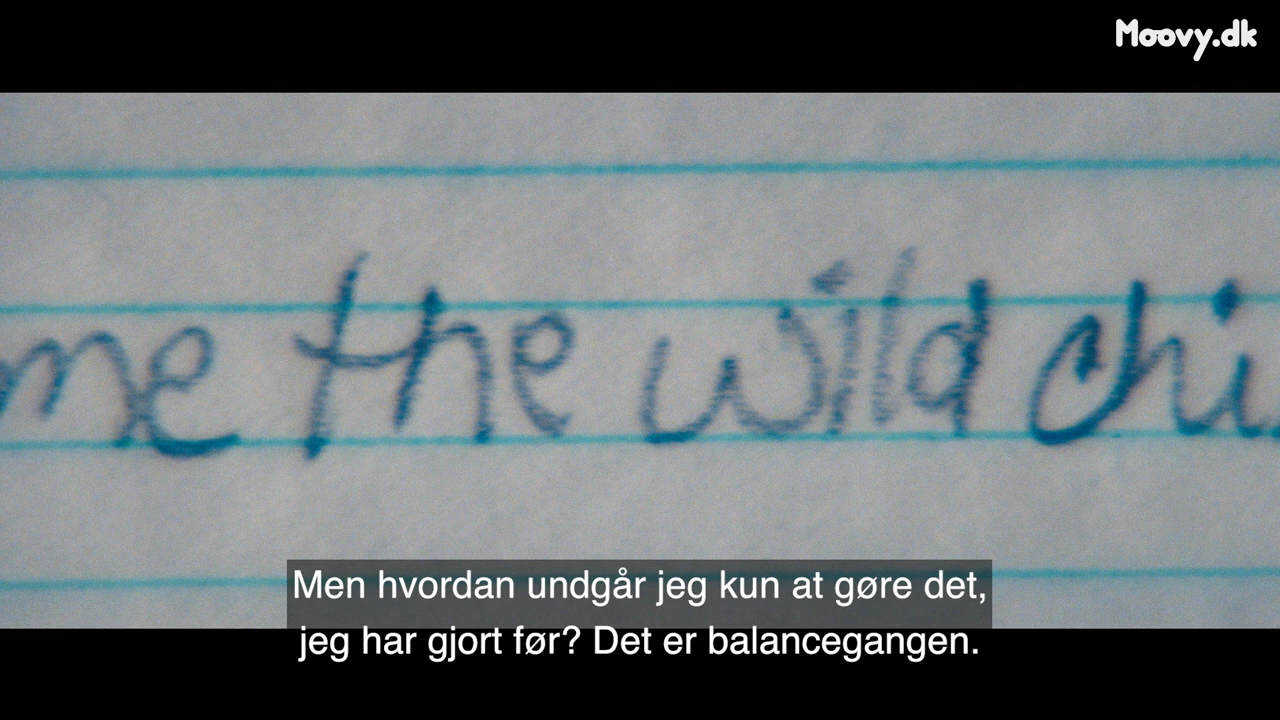 Moovy.dk
me the wild chi
Men hvordan undgår jeg kun at gøre det,
jeg har gjort før? Det er balancegangen.